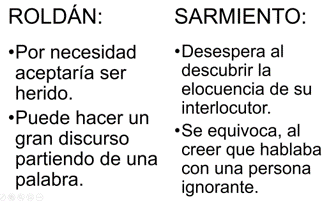 ROLDÁN:
•Por necesidad
aceptaría ser
herido.
•Puede hacer un
gran discurso
partiendo de una
palabra.
SARMIENTO:
•Desespera al
descubrir la
elocuencia de su
interlocutor.
•Se equivoca, al
creer que hablaba
con una persona
ignorante.